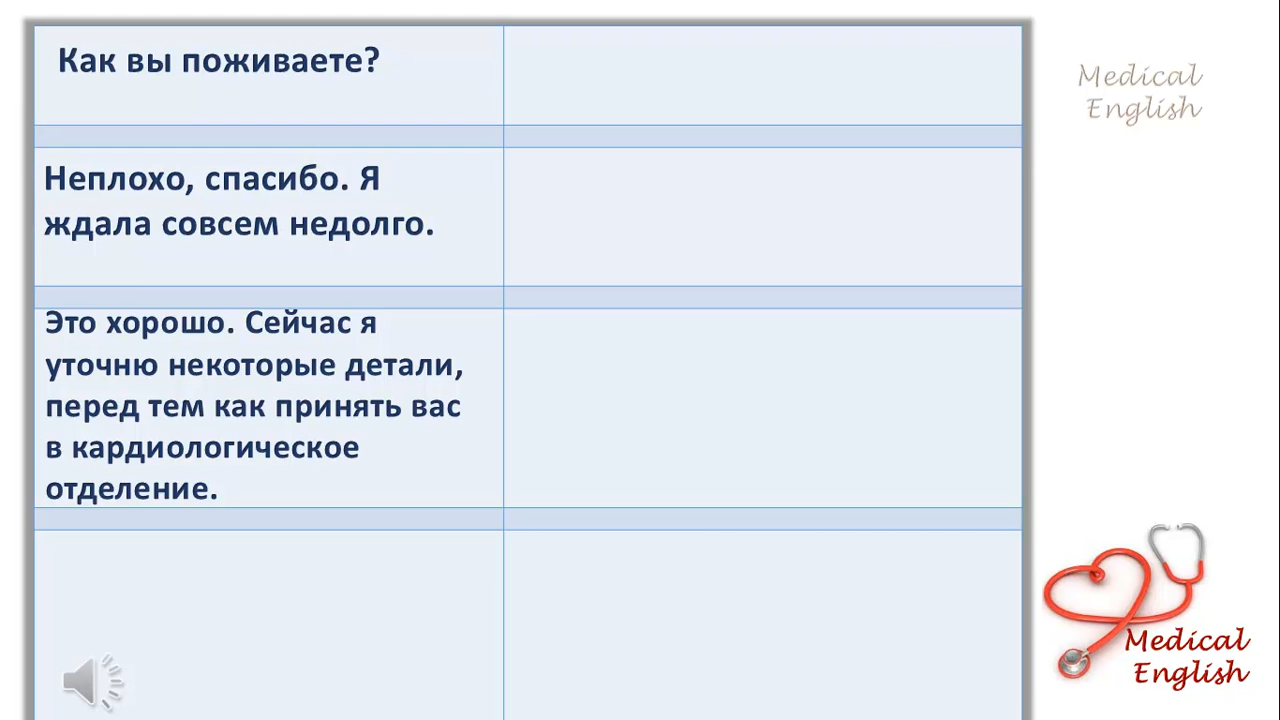 Как вы поживаете?
Medical
English
Неплохо, спасибо. Я
ждала совсем недолго.
Это хорошо. Сейчас я
уточню некоторые детали,
перед тем как принять вас
в кардиологическое
отделение.
Medical
English